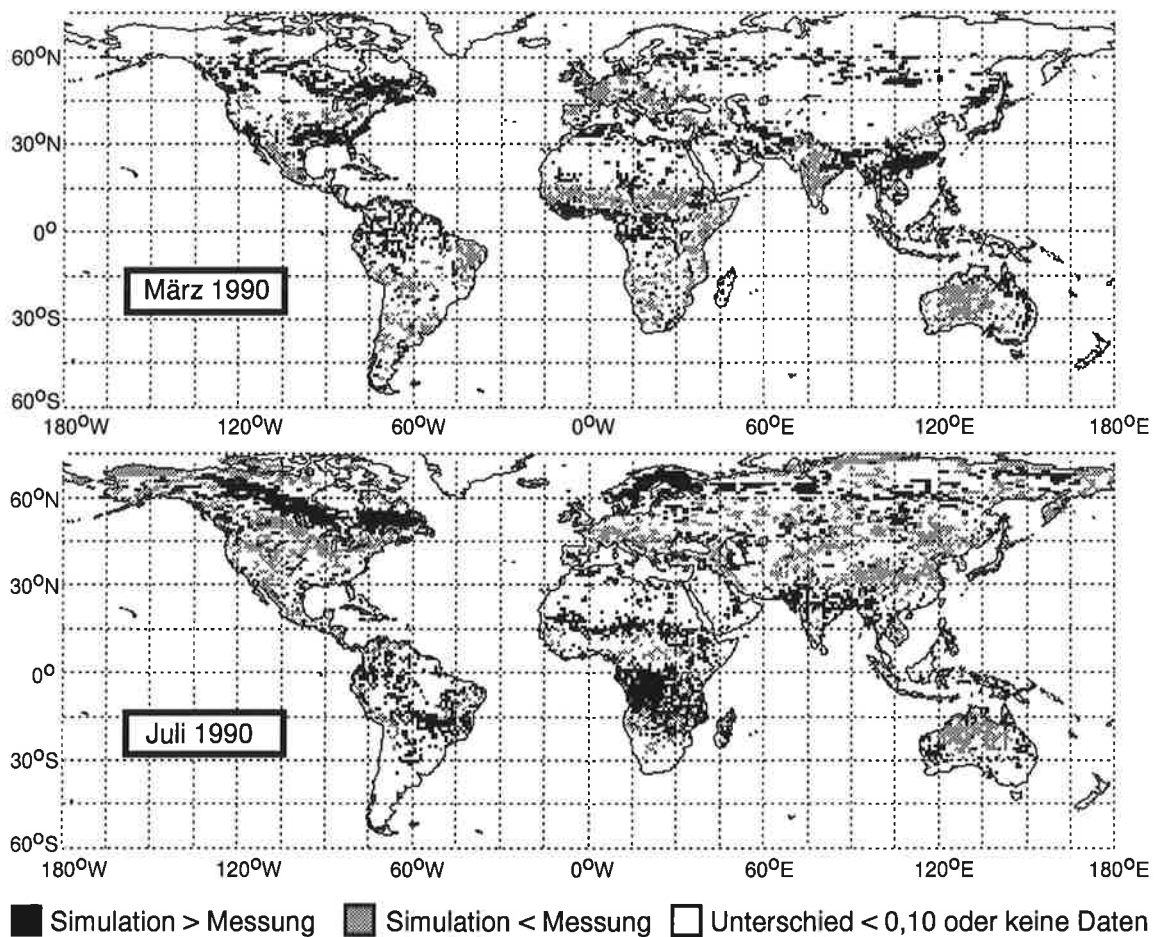 60°N
30°N
0°
März 1990
30°S
60°S
180°W 120°W 60°W 0°W 60°E 120°E 180°E
60°N
30°N
0°
Juli 1990
30°S
60°S
180°W 120°W 60°W 0°W 60°E 120°E 180°E
Simulation > Messung Simulation < Messung Unterschied < 0,10 oder keine Daten